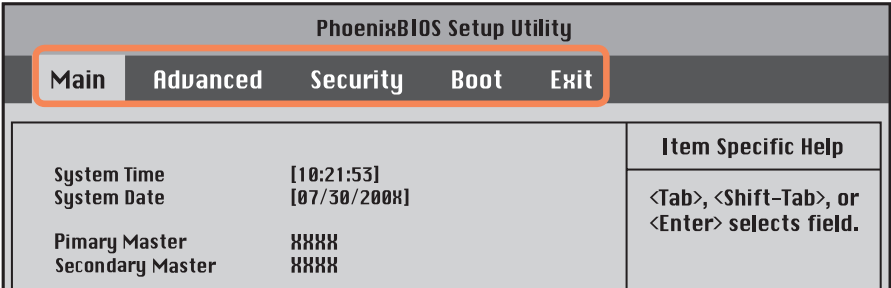 PhoenixBIOS Setup Utility
Main Advanced Security Boot Exit
Item Specific Help
System Time [10:21:53]
System Date [07/30/200X]
<Tab>, <Shift-Tab>, or
<Enter> selects field.
Pimary Master XXXX
Secondary Master XXXX